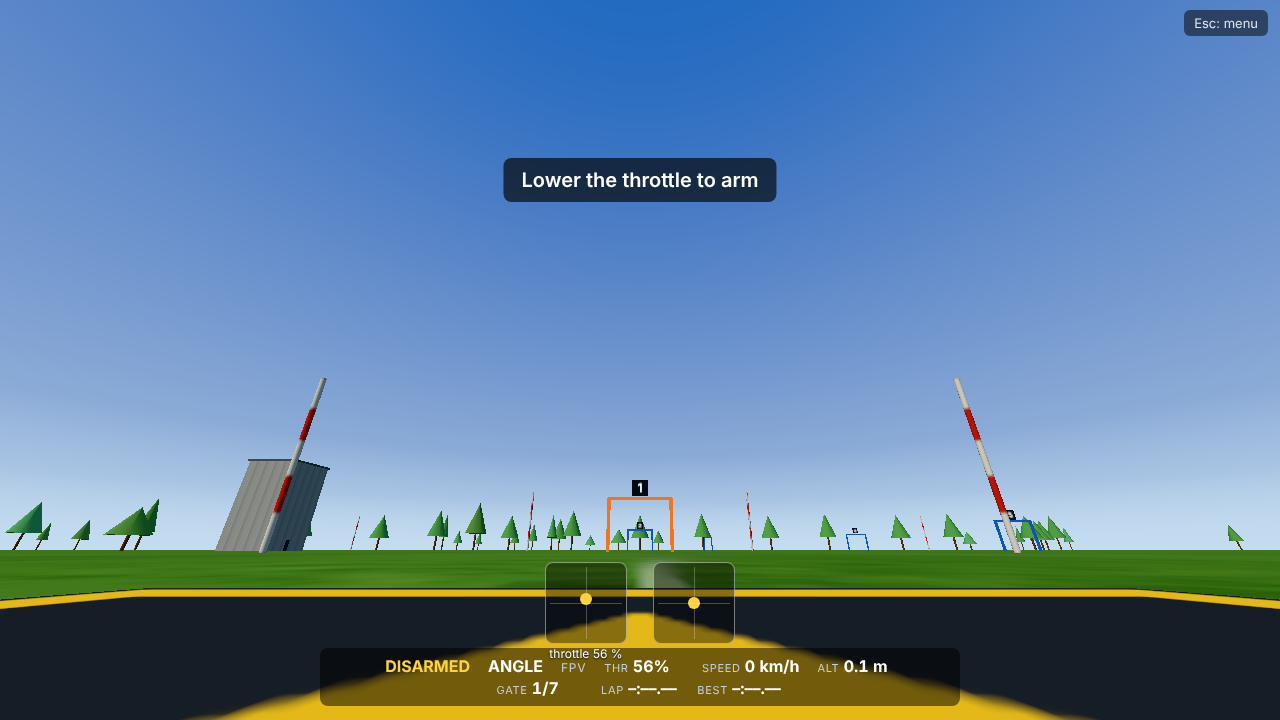 Esc: menu
Lower the throttle to arm
1
throttle 56 %
DISARMED ANGLE FPV THR 56% SPEED 0 km/h ALT 0.1 m
GATE 1/7 LAP –:––.–– BEST –:––.––